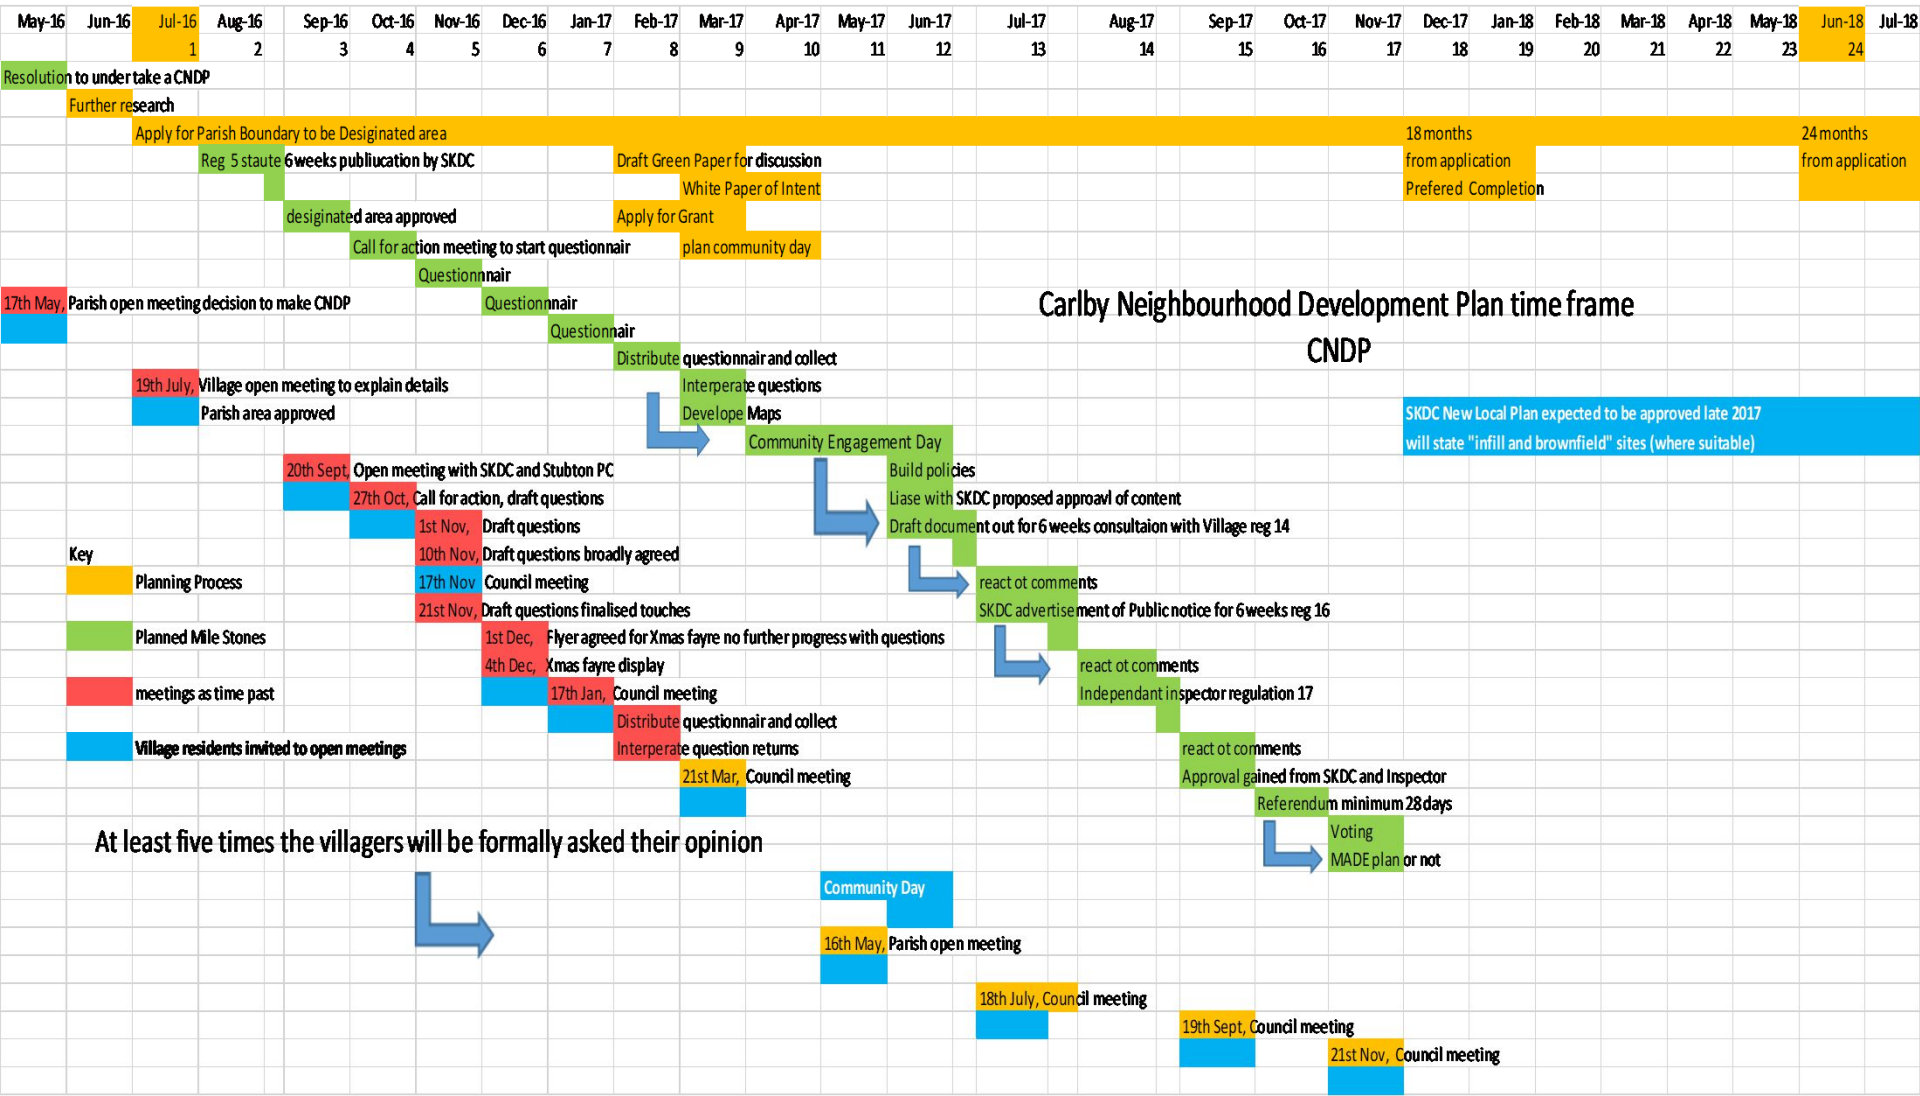 May-16 Jun-16 Jul-16 Aug-16 Sep-16 Oct-16 Nov-16 Dec-16 Jan-17 Feb-17 Mar-17 Apr-17 May-17 Jun-17 Jul-17 Aug-17 Sep-17 Oct-17 Nov-17 Dec-17 Jan-18 Feb-18 Mar-18 Apr-18 May-18 Jun-18 Jul-18
1 2 3 4 5 6 7 8 9 10 11 12 13 14 15 16 17 18 19 20 21 22 23 24
Resolution to under take a CNDP
Further research
Apply for Parish Boundary to be Desiginated area 18 months 24 months
Reg 5 staute 6 weeks publiucation by SKDC Draft Green Paper for discussion from application from application
White Paper of Intent Prefered Completion
desiginated area approved Apply for Grant
Call for action meeting to start questionnair plan community day
Questionnnair
17th May, Parish open meeting decision to make CNDP Questionnnair
Carlby Neighbourhood Development Plan time frame
Questionnair
CNDP
Distribute questionnair and collect
19th July, Village open meeting to explain details Interperate questions
Parish area approved Develope Maps SKDC New Local Plan expected to be approved late 2017
Community Engagement Day will state "infill and brownfield" sites (where suitable)
20th Sept, Open meeting with SKDC and Stubton PC Build policies
27th Oct, Call for action, draft questions Liase with SKDC proposed approavl of content
1st Nov, Draft questions Draft document out for 6 weeks consultaion with Village reg 14
Key 10th Nov, Draft questions broadly agreed
Planning Process 17th Nov Council meeting react ot comments
21st Nov, Draft questions finalised touches SKDC advertisement of Public notice for 6 weeks reg 16
Planned Mile Stones 1st Dec, Flyer agreed for Xmas fayre no further progress with questions
4th Dec, Xmas fayre display react ot comments
meetings as time past 17th Jan, Council meeting Independant inspector regulation 17
Distribute questionnair and collect
Village residents invited to open meetings Interperate question returns react ot comments
21st Mar, Council meeting Approval gained from SKDC and Inspector
Referendum minimum 28 days
At least five times the villagers will be formally asked their opinion Voting
MADE plan or not
Community Day
16th May, Parish open meeting
18th July, Council meeting
19th Sept, Council meeting
21st Nov, Council meeting